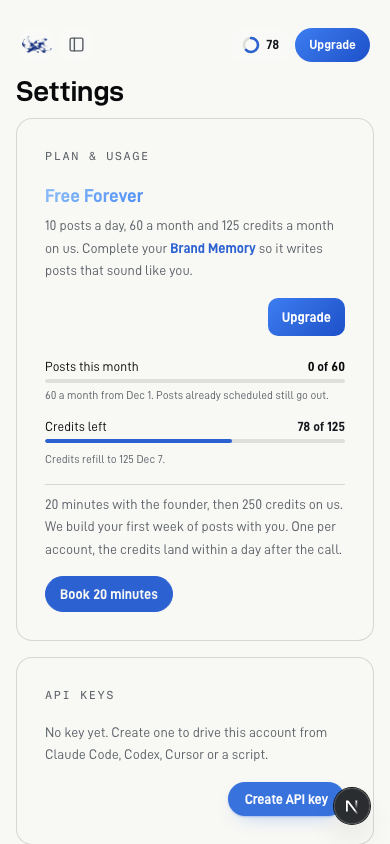 78
Upgrade
Settings
PLAN & USAGE
Free Forever
10 posts a day, 60 a month and 125 credits a month
on us. Complete your Brand Memory so it writes
posts that sound like you.
Upgrade
Posts this month 0 of 60
60 a month from Dec 1. Posts already scheduled still go out.
Credits left 78 of 125
Credits refill to 125 Dec 7.
20 minutes with the founder, then 250 credits on us.
We build your first week of posts with you. One per
account, the credits land within a day after the call.
Book 20 minutes
API KEYS
No key yet. Create one to drive this account from
Claude Code, Codex, Cursor or a script.
Create API key
N